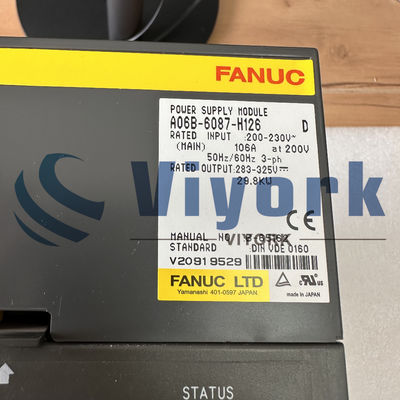 FANUC
POWER SUPPLY MODULE
A06B-6087-H126 D
RATED INPUT :200-230V~
(MAIN) 106A at 200V
50Hz/60Hz 3-ph
RATED OUTPUT:283-325V
29.8KW
Viyork
VIYORK
MANUAL NO.
STANDARD DIN VDE 0160
V20919529
FANUC LTD
Yamanashi 401-0597 JAPAN
made in JAPAN
STATUS